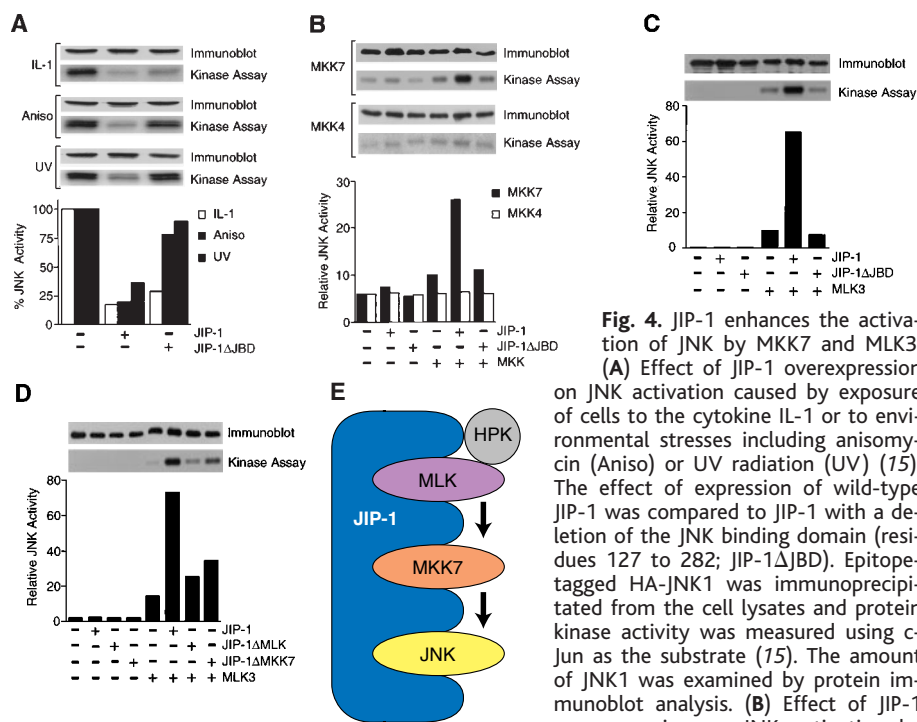 A
IL-1
Immunoblot
Kinase Assay
Aniso
Immunoblot
Kinase Assay
UV
Immunoblot
Kinase Assay
% JNK Activity
100
75
50
25
0
IL-1
Aniso
UV
- + - JIP-1
- - + JIP-1ΔJBD
B
MKK7
Immunoblot
Kinase Assay
MKK4
Immunoblot
Kinase Assay
Relative JNK Activity
30
20
10
0
MKK7
MKK4
- + - - + - JIP-1
- - + - - + JIP-1ΔJBD
- - - + + + MKK
C
Immunoblot
Kinase Assay
Relative JNK Activity
80
60
40
20
0
- + - - + - JIP-1
- - + - - + JIP-1ΔJBD
- - - + + + MLK3
D
Immunoblot
Kinase Assay
Relative JNK Activity
80
60
40
20
0
- + - - - + - - JIP-1
- - + - - - + - JIP-1ΔMLK
- - - + - - - + JIP-1ΔMKK7
- - - - + + + + MLK3
E
HPK
MLK
JIP-1
MKK7
JNK
Fig. 4. JIP-1 enhances the activa-
tion of JNK by MKK7 and MLK3
(A) Effect of JIP-1 overexpression
on JNK activation caused by exposure
of cells to the cytokine IL-1 or to envi-
ronmental stresses including anisomy-
cin (Aniso) or UV radiation (UV) (15)
The effect of expression of wild-type
JIP-1 was compared to JIP-1 with a de-
letion of the JNK binding domain (resi-
dues 127 to 282; JIP-1ΔJBD). Epitope-
tagged HA-JNK1 was immunoprecipi-
tated from the cell lysates and protein
kinase activity was measured using c-
Jun as the substrate (15). The amount
of JNK1 was examined by protein im-
munoblot analysis. (B) Effect of JIP-1